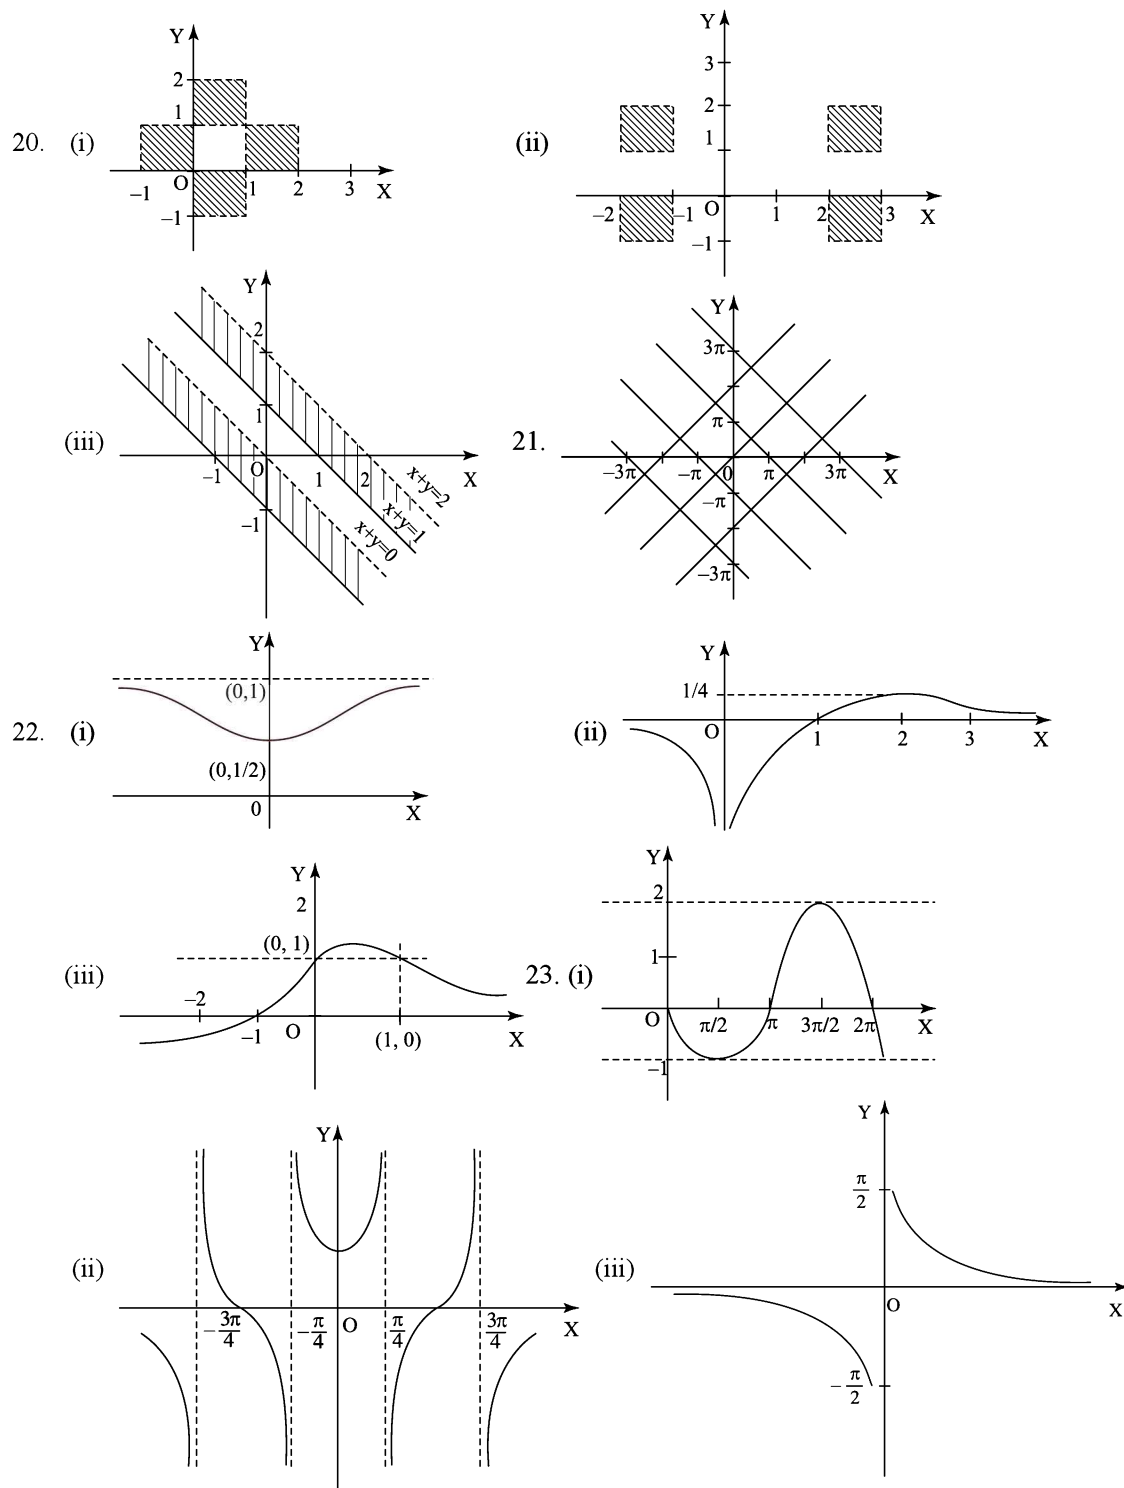 20. (i)
Y
2
1
O
–1
1
2
3
X
–1
(ii)
Y
3
2
1
–2
–1
O
1
2
3
X
–1
(iii)
Y
2
1
O
–1
1
2
X
–1
x+y=2
x+y=1
x+y=0
21.
Y
3π
π
–3π
–π
0
π
3π
X
–π
–3π
22. (i)
Y
(0,1)
(0,1/2)
0
X
(ii)
Y
1/4
O
1
2
3
X
(iii)
Y
2
(0, 1)
–2
–1
O
(1, 0)
X
23. (i)
Y
2
1
O
π/2
π
3π/2
2π
X
–1
(ii)
Y
–3π/4
–π/4
O
π/4
3π/4
X
(iii)
Y
π/2
O
X
–π/2